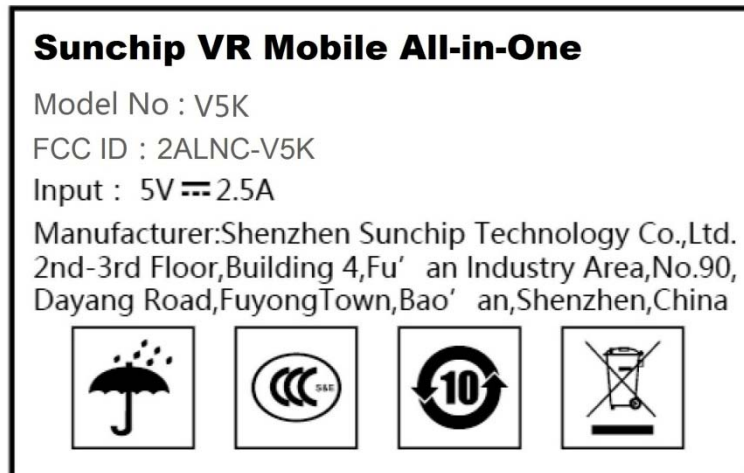 Sunchip VR Mobile All-in-One
Model No : V5K
FCC ID : 2ALNC-V5K
Input : 5V ⎓ 2.5A
Manufacturer:Shenzhen Sunchip Technology Co.,Ltd.
2nd-3rd Floor,Building 4,Fu' an Industry Area,No.90,
Dayang Road,FuyongTown,Bao' an,Shenzhen,China
CCC S&E 10